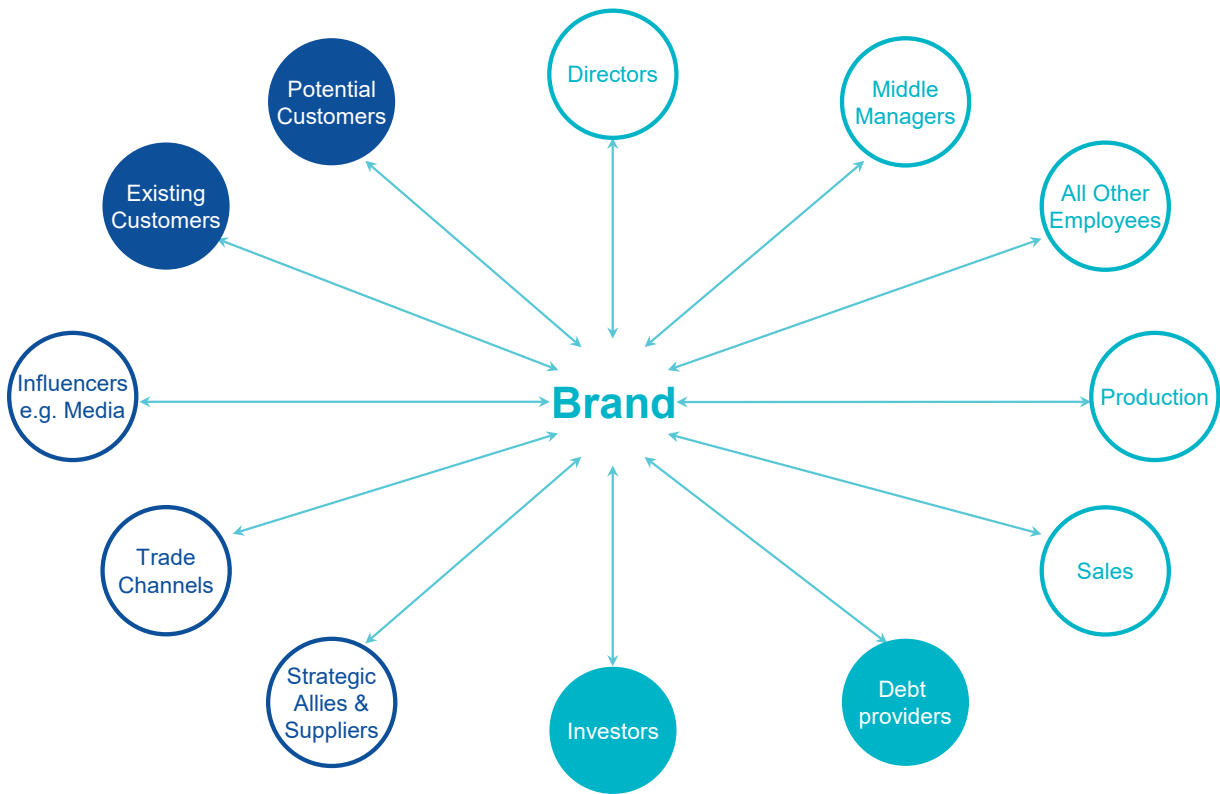 Directors
Potential
Customers
Middle
Managers
Existing
Customers
All Other
Employees
Influencers
e.g. Media
Brand
Production
Trade
Channels
Sales
Strategic
Allies &
Suppliers
Investors
Debt
providers